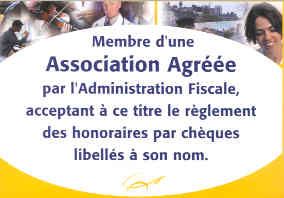 Membre d'une
Association Agréée
par l'Administration Fiscale,
acceptant à ce titre le règlement
des honoraires par chèques
libellés à son nom.